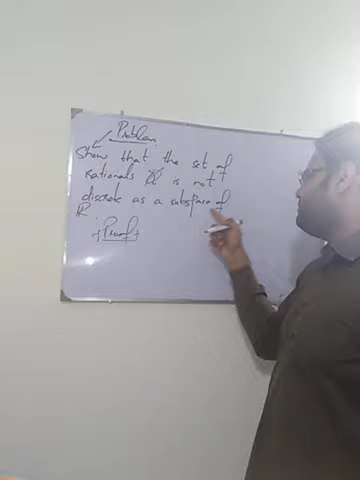 Problem
Show that the set of
rationals Q is not
discrete as a subspace of
R.
Proof